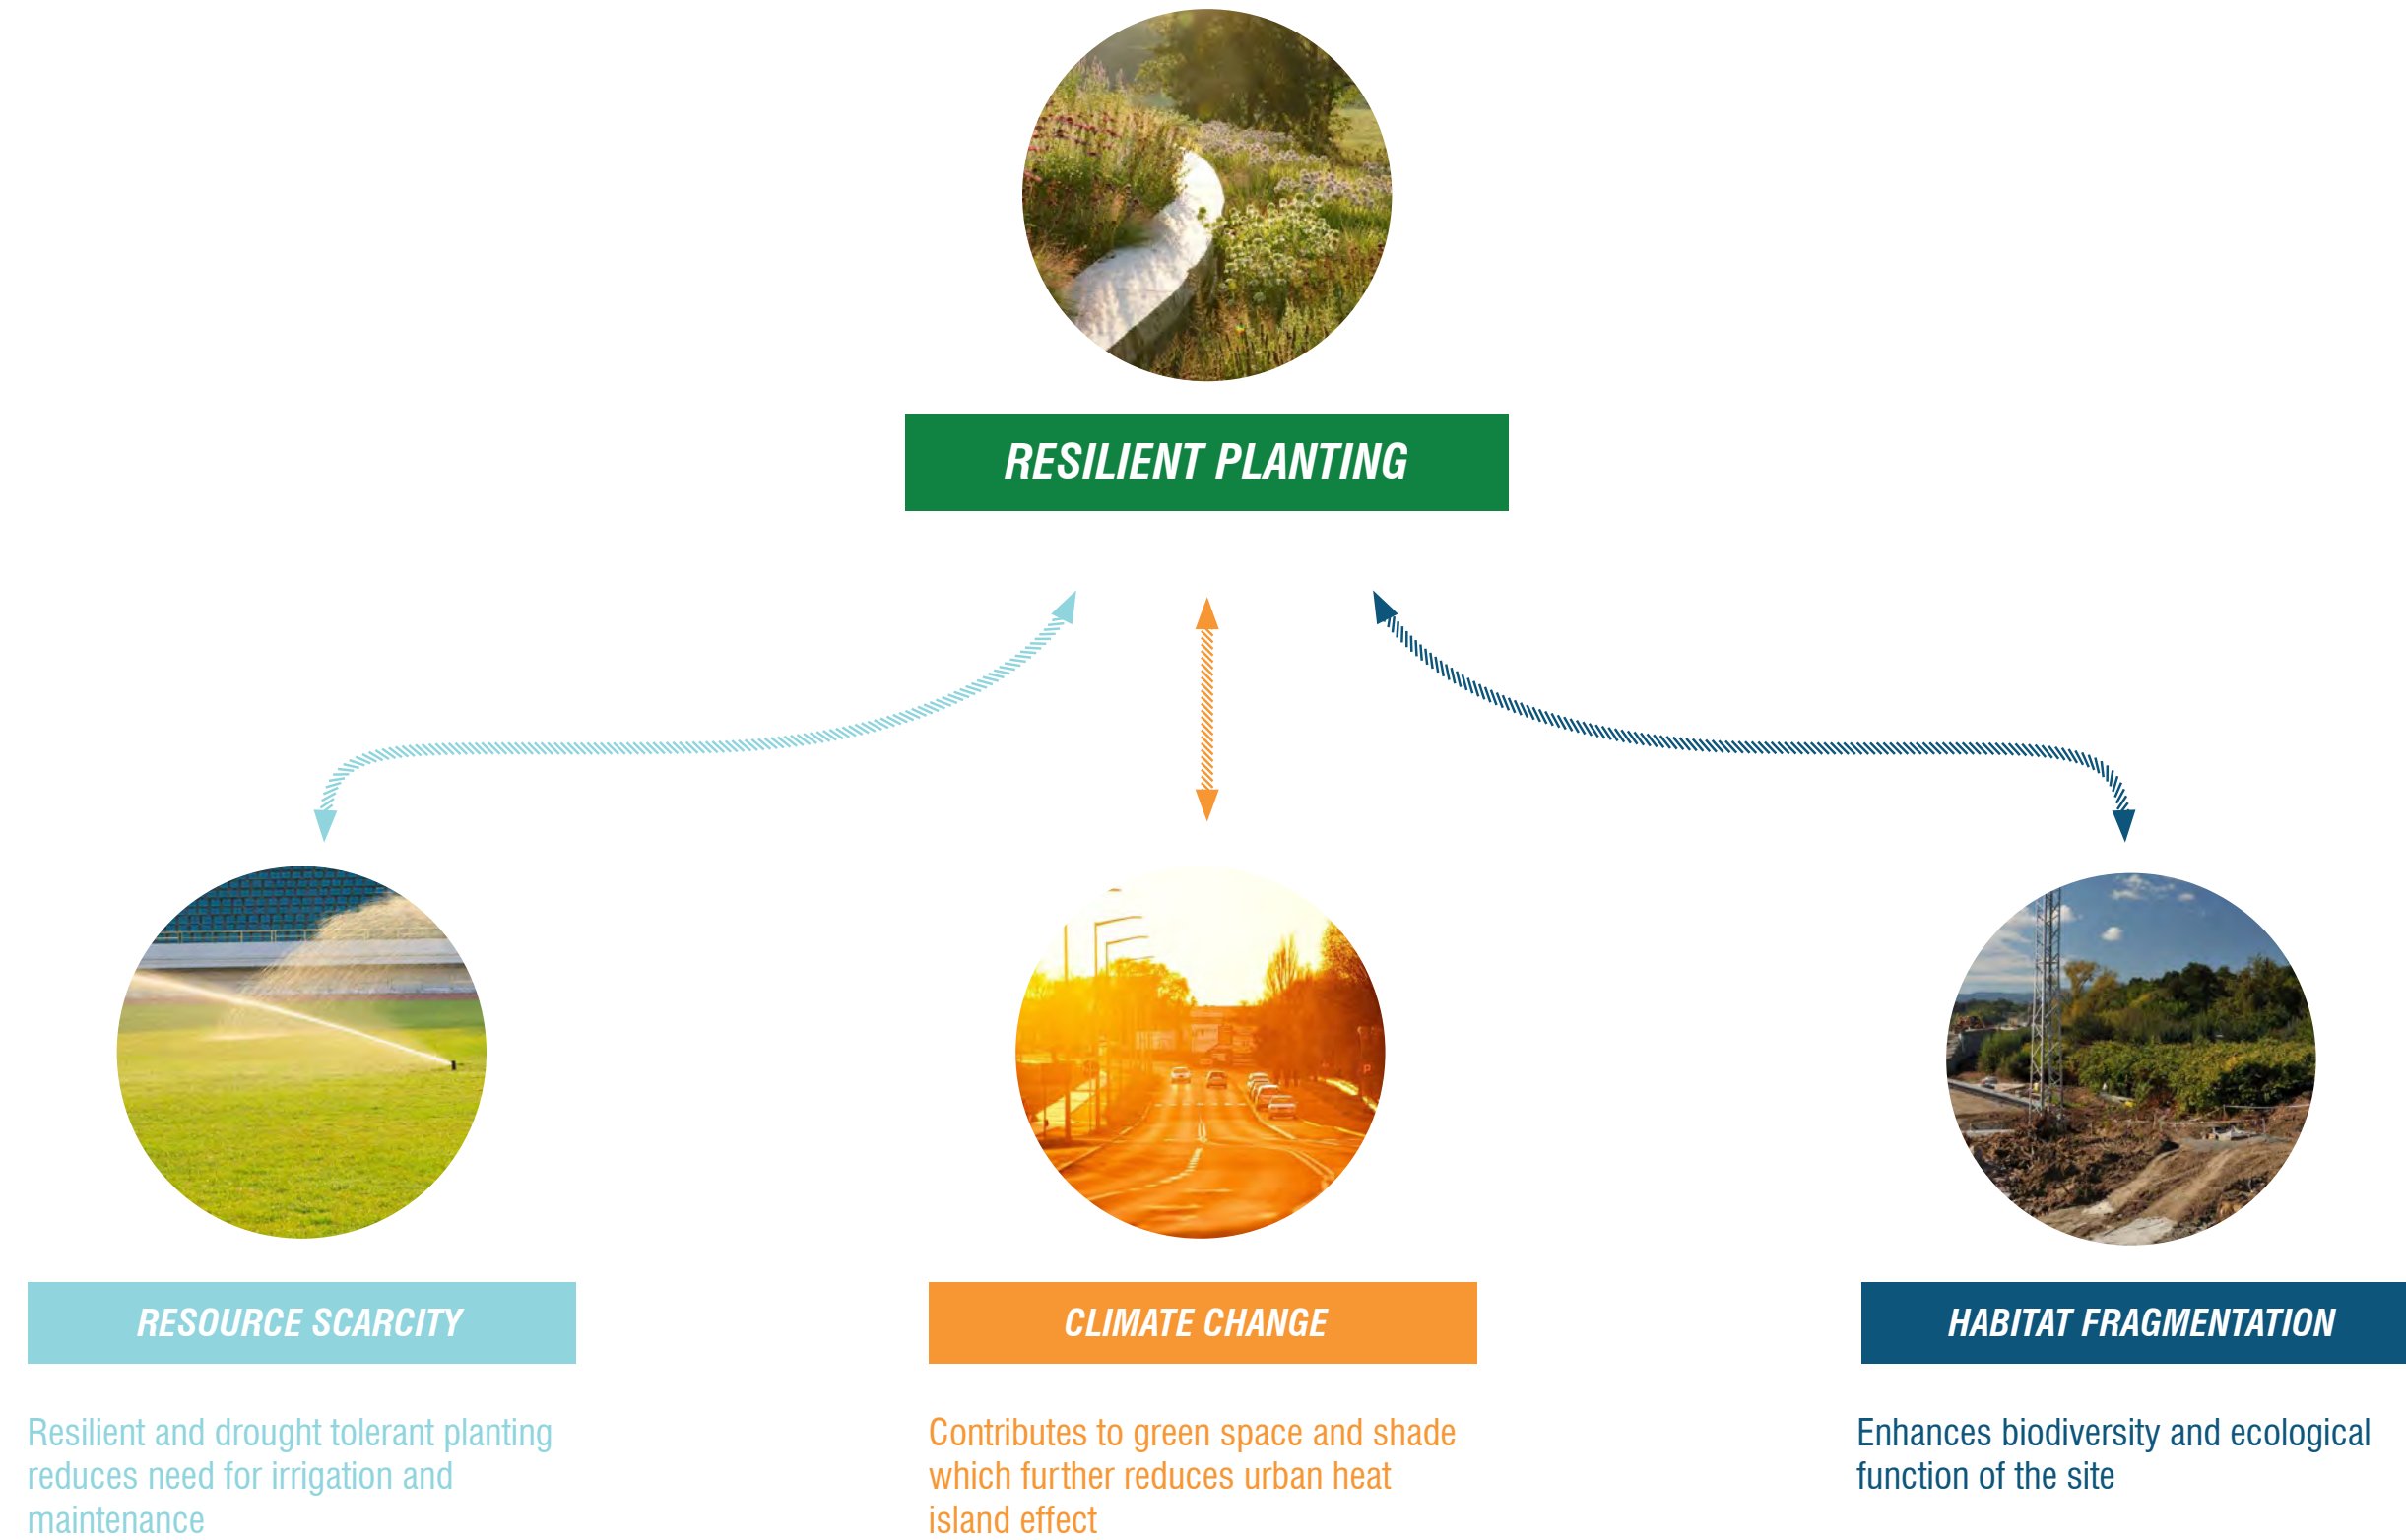 RESILIENT PLANTING
RESOURCE SCARCITY
Resilient and drought tolerant planting
reduces need for irrigation and
maintenance
CLIMATE CHANGE
Contributes to green space and shade
which further reduces urban heat
island effect
HABITAT FRAGMENTATION
Enhances biodiversity and ecological
function of the site